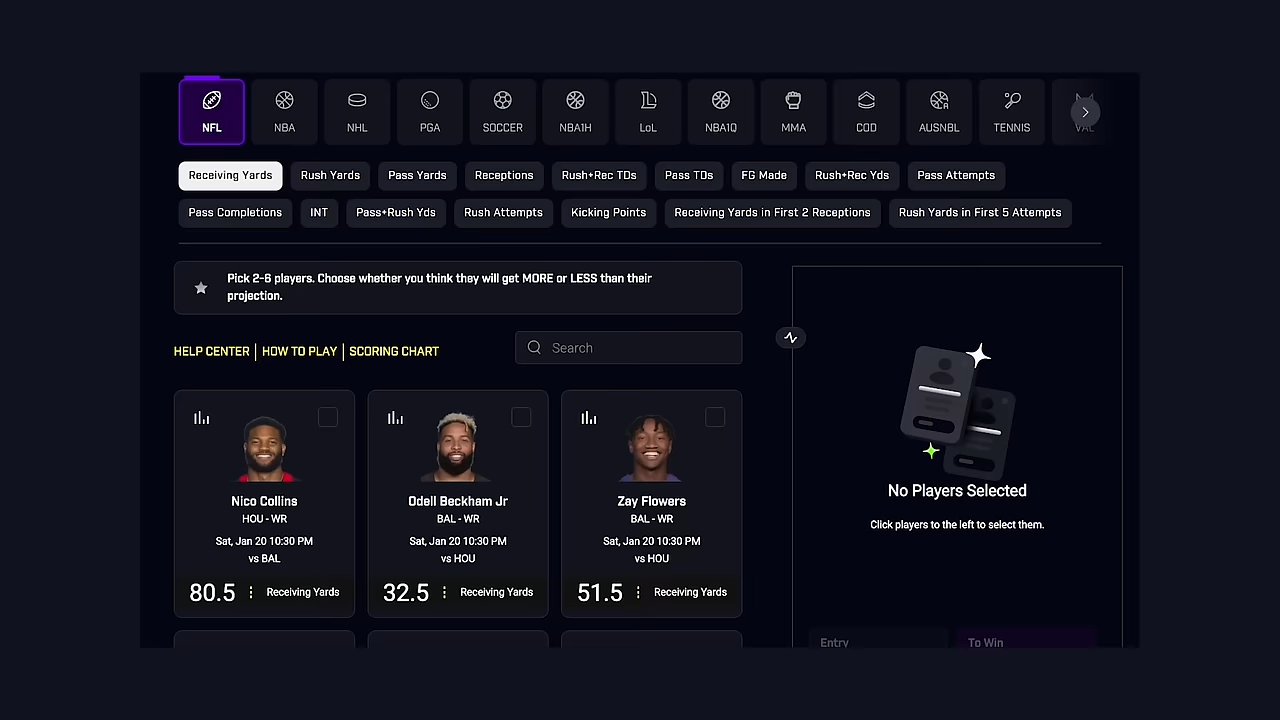 NFL
NBA
NHL
PGA
SOCCER
NBA1H
LoL
NBA1Q
MMA
COD
AUSNBL
TENNIS
VAL
Receiving Yards
Rush Yards
Pass Yards
Receptions
Rush+Rec TDs
Pass TDs
FG Made
Rush+Rec Yds
Pass Attempts
Pass Completions
INT
Pass+Rush Yds
Rush Attempts
Kicking Points
Receiving Yards in First 2 Receptions
Rush Yards in First 5 Attempts
Pick 2-6 players. Choose whether you think they will get MORE or LESS than their
projection.
HELP CENTER | HOW TO PLAY | SCORING CHART
Search
Nico Collins
HOU - WR
Sat, Jan 20 10:30 PM
vs BAL
80.5 Receiving Yards
Odell Beckham Jr
BAL - WR
Sat, Jan 20 10:30 PM
vs HOU
32.5 Receiving Yards
Zay Flowers
BAL - WR
Sat, Jan 20 10:30 PM
vs HOU
51.5 Receiving Yards
No Players Selected
Click players to the left to select them.
Entry
To Win